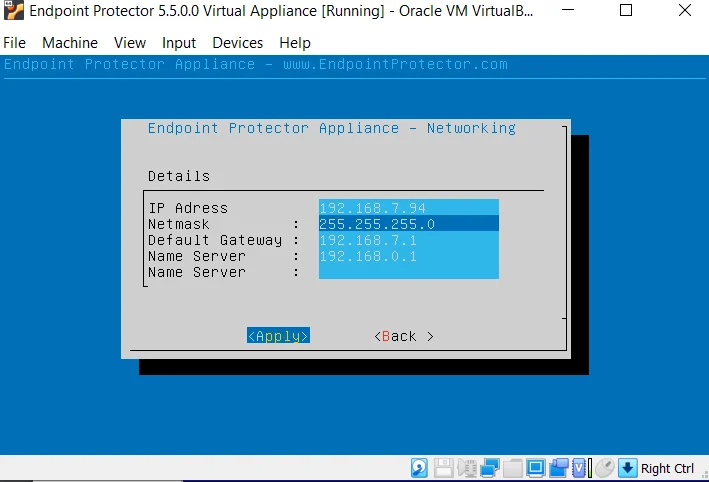 Endpoint Protector 5.5.0.0 Virtual Appliance [Running] - Oracle VM VirtualB...
File Machine View Input Devices Help
Endpoint Protector Appliance - www.EndpointProtector.com
Endpoint Protector Appliance - Networking
Details
IP Adress 192.168.7.94
Netmask : 255.255.255.0
Default Gateway : 192.168.7.1
Name Server : 192.168.0.1
Name Server :
<Apply> <Back >
Right Ctrl